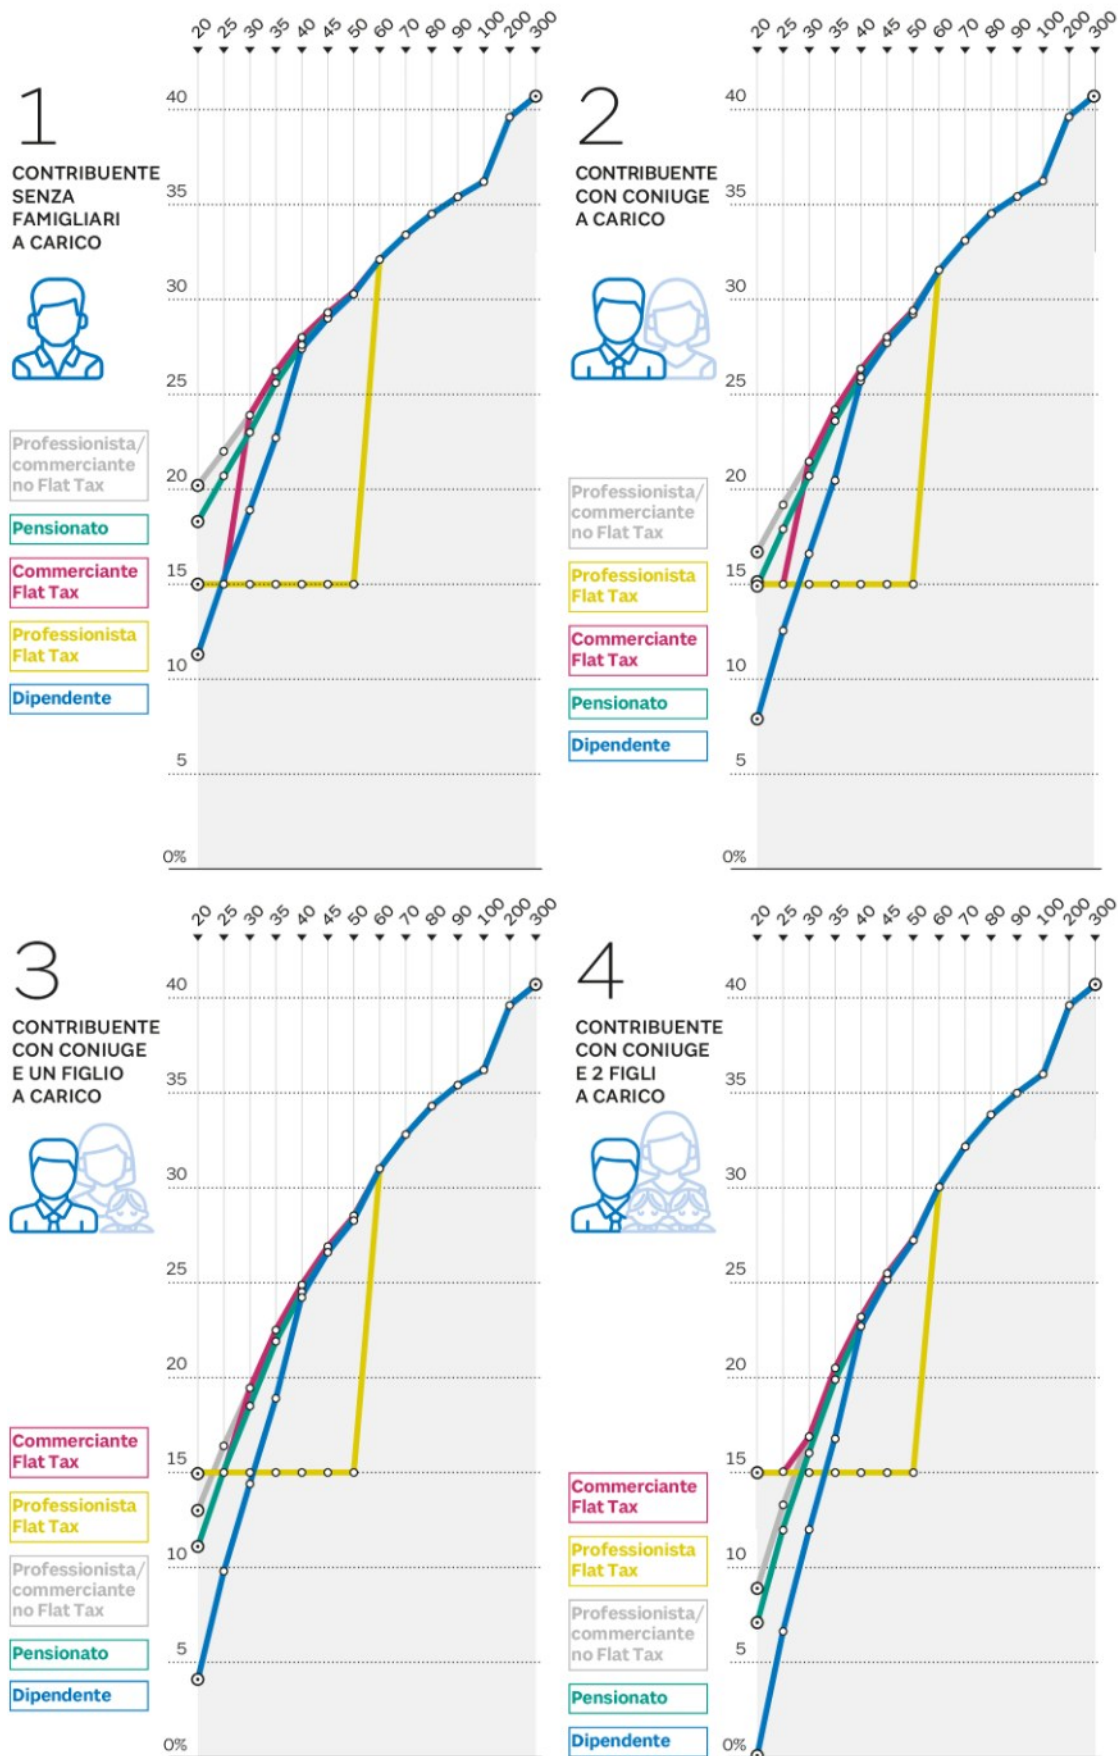 20 25 30 35 40 45 50 60 70 80 90 100 200 300
1
CONTRIBUENTE
SENZA
FAMIGLIARI
A CARICO
Professionista/
commerciante
no Flat Tax
Pensionato
Commerciante
Flat Tax
Professionista
Flat Tax
Dipendente
40
35
30
25
20
15
10
5
0%
20 25 30 35 40 45 50 60 70 80 90 100 200 300
2
CONTRIBUENTE
CON CONIUGE
A CARICO
Professionista/
commerciante
no Flat Tax
Professionista
Flat Tax
Commerciante
Flat Tax
Pensionato
Dipendente
40
35
30
25
20
15
10
5
0%
20 25 30 35 40 45 50 60 70 80 90 100 200 300
3
CONTRIBUENTE
CON CONIUGE
E UN FIGLIO
A CARICO
Commerciante
Flat Tax
Professionista
Flat Tax
Professionista/
commerciante
no Flat Tax
Pensionato
Dipendente
40
35
30
25
20
15
10
5
0%
20 25 30 35 40 45 50 60 70 80 90 100 200 300
4
CONTRIBUENTE
CON CONIUGE
E 2 FIGLI
A CARICO
Commerciante
Flat Tax
Professionista
Flat Tax
Professionista/
commerciante
no Flat Tax
Pensionato
Dipendente
40
35
30
25
20
15
10
5
0%